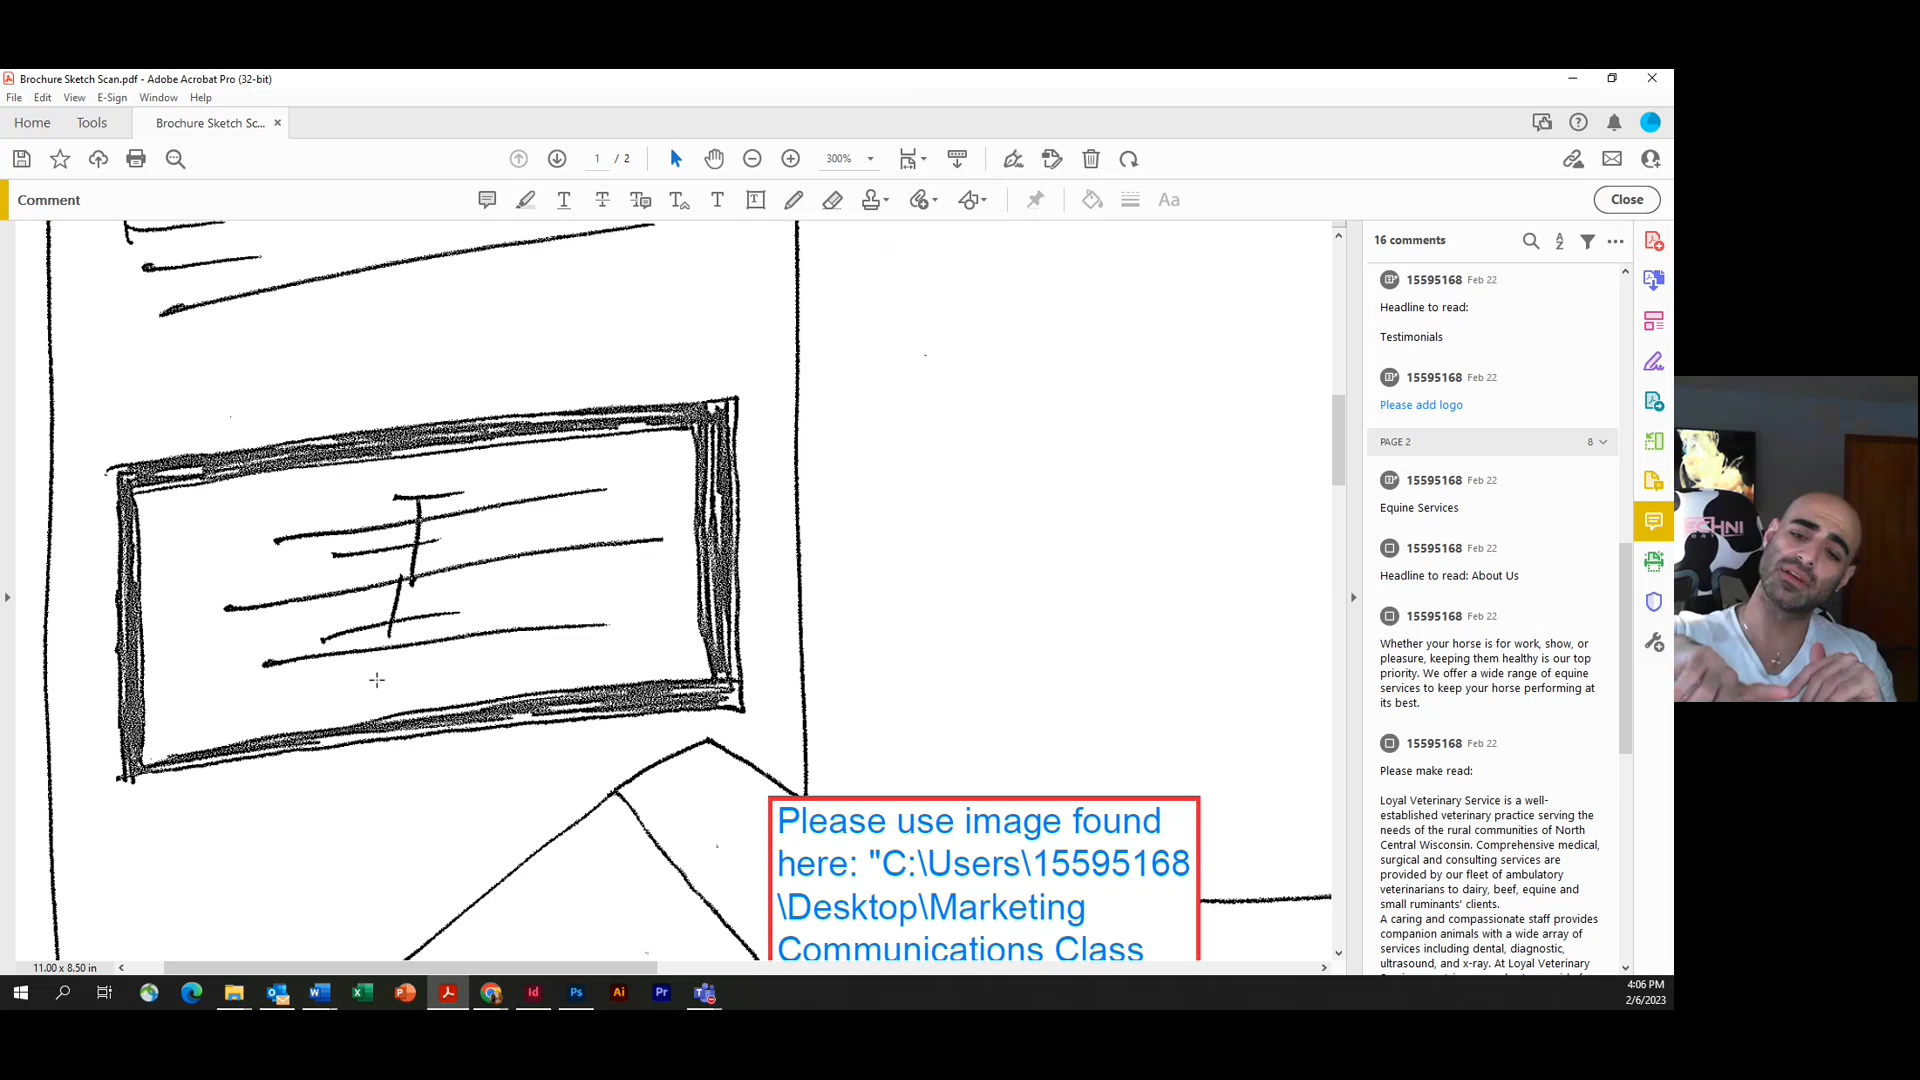 Brochure Sketch Scan.pdf - Adobe Acrobat Pro (32-bit)
File Edit View E-Sign Window Help
Home Tools Brochure Sketch Sc... ×
1 / 2 300%
Comment
Close
16 comments
15595168 Feb 22
Headline to read:
Testimonials
15595168 Feb 22
Please add logo
PAGE 2 8
15595168 Feb 22
Equine Services
15595168 Feb 22
Headline to read: About Us
15595168 Feb 22
Whether your horse is for work, show, or
pleasure, keeping them healthy is our top
priority. We offer a wide range of equine
services to keep your horse performing at
its best.
15595168 Feb 22
Please make read:
Loyal Veterinary Service is a well-
established veterinary practice serving the
needs of the rural communities of North
Central Wisconsin. Comprehensive medical,
surgical and consulting services are
provided by our fleet of ambulatory
veterinarians to dairy, beef, equine and
small ruminants' clients.
A caring and compassionate staff provides
companion animals with a wide array of
services including dental, diagnostic,
ultrasound, and x-ray. At Loyal Veterinary
Please use image found
here: "C:\Users\15595168
\Desktop\Marketing
Communications Class
11.00 x 8.50 in
4:06 PM
2/6/2023